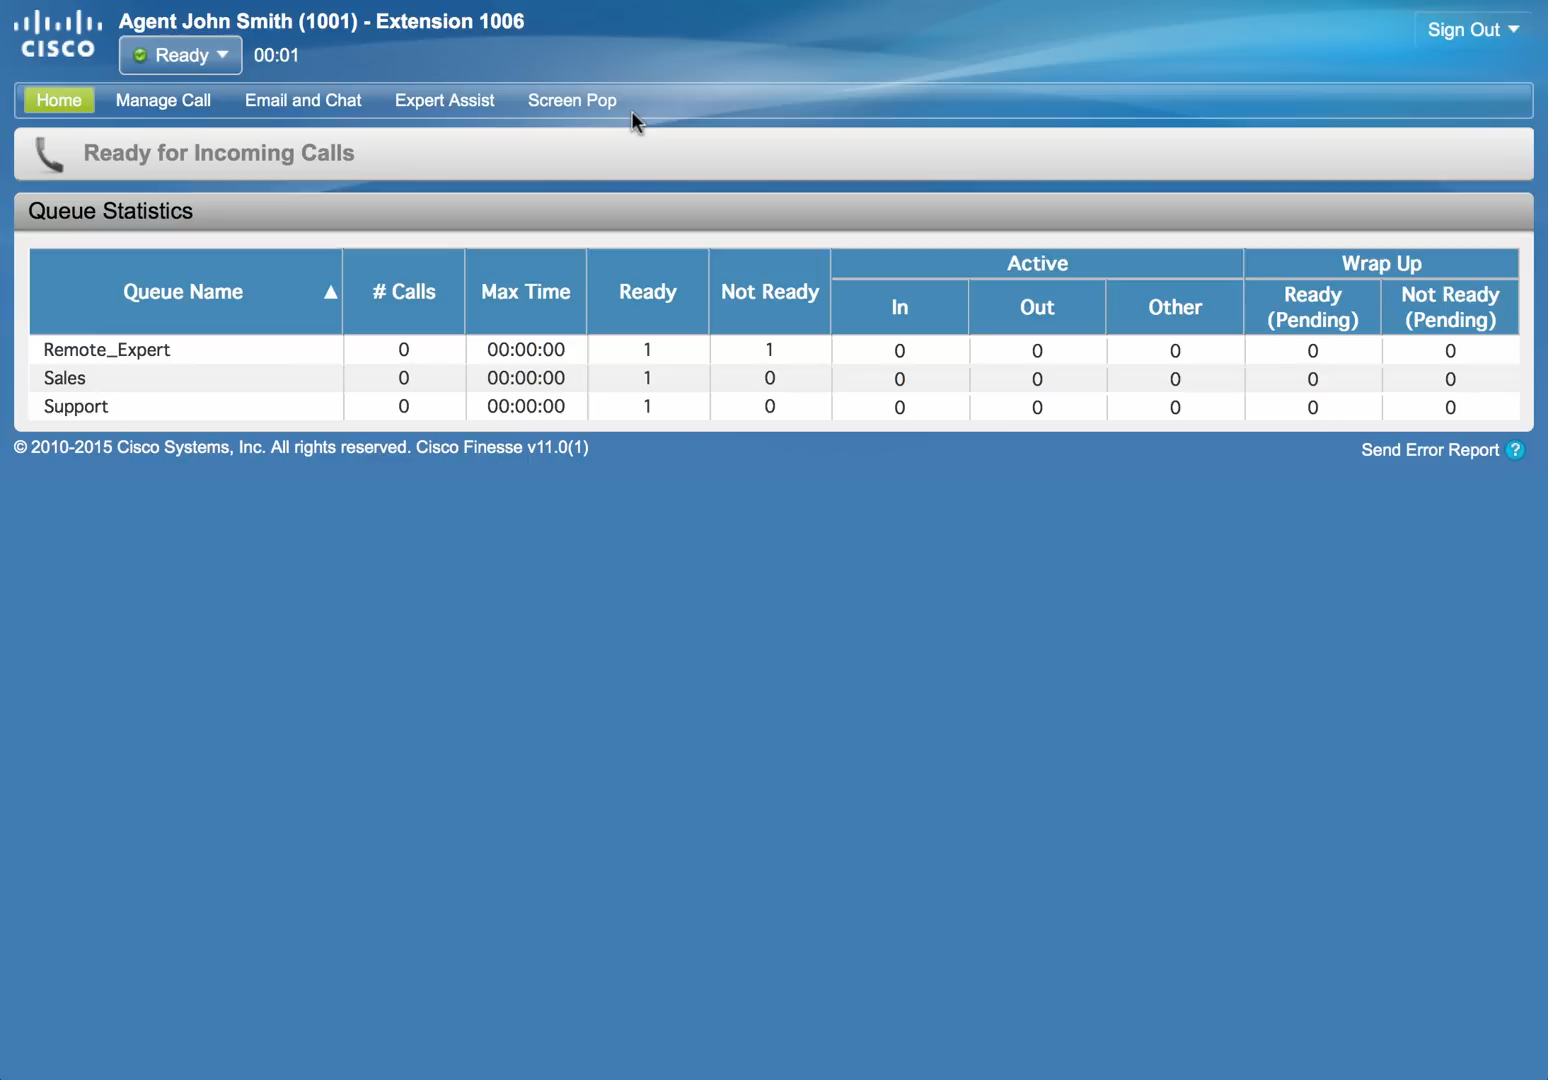 Agent John Smith (1001) - Extension 1006
Sign Out
CISCO
Ready 00:01
Home Manage Call Email and Chat Expert Assist Screen Pop
Ready for Incoming Calls
Queue Statistics
Queue Name # Calls Max Time Ready Not Ready Active Wrap Up
In Out Other Ready (Pending) Not Ready (Pending)
Remote_Expert 0 00:00:00 1 1 0 0 0 0 0
Sales 0 00:00:00 1 0 0 0 0 0 0
Support 0 00:00:00 1 0 0 0 0 0 0
© 2010-2015 Cisco Systems, Inc. All rights reserved. Cisco Finesse v11.0(1)
Send Error Report ?